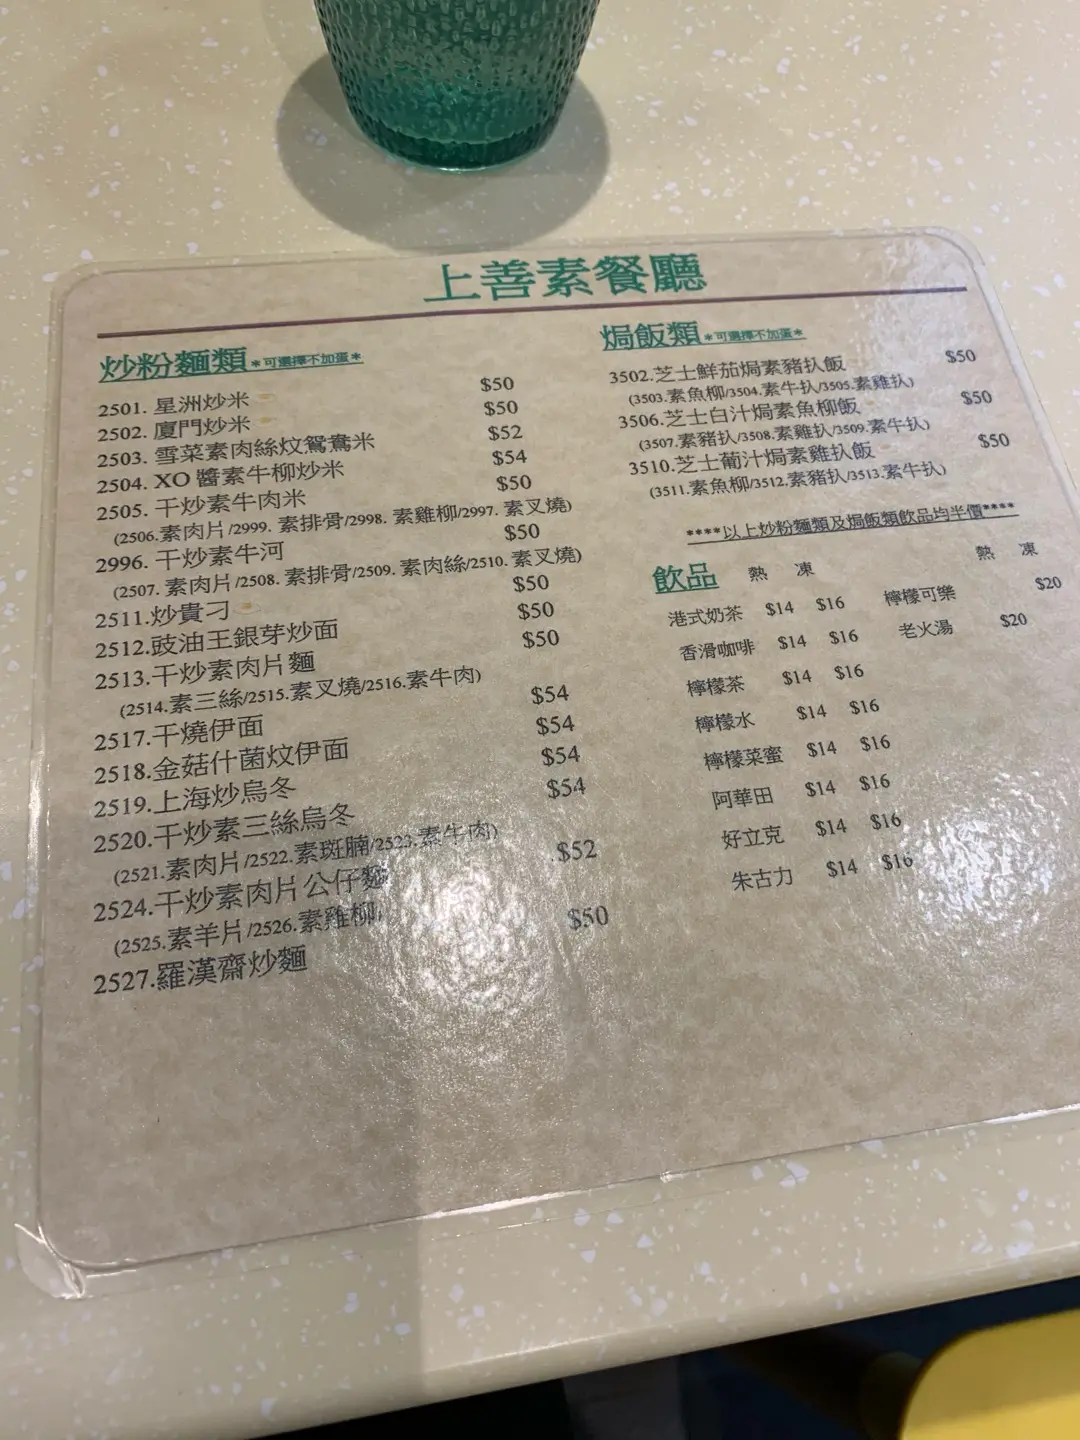 上善素餐廳
炒粉麵類 *可選擇不加蛋*
2501. 星洲炒米 $50
2502. 廈門炒米 $50
2503. 雪菜素肉絲炆鴛鴦米 $52
2504. XO 醬素牛柳炒米 $54
2505. 干炒素牛肉米 $50
(2506.素肉片/2999. 素排骨/2998. 素雞柳/2997. 素叉燒)
2996. 干炒素牛河 $50
(2507. 素肉片/2508. 素排骨/2509. 素肉絲/2510. 素叉燒)
2511.炒貴刁 $50
2512.豉油王銀芽炒面 $50
2513.干炒素肉片麵 $50
(2514.素三絲/2515.素叉燒/2516.素牛肉)
2517.干燒伊面 $54
2518.金菇什菌炆伊面 $54
2519.上海炒烏冬 $54
2520.干炒素三絲烏冬 $54
(2521.素肉片/2522.素斑腩/2523.素牛肉)
2524.干炒素肉片公仔麵 $52
(2525.素羊片/2526.素雞柳)
2527.羅漢齋炒麵 $50
焗飯類 *可選擇不加蛋*
3502.芝士鮮茄焗素豬扒飯 $50
(3503.素魚柳/3504.素牛扒/3505.素雞扒)
3506.芝士白汁焗素魚柳飯 $50
(3507.素豬扒/3508.素雞扒/3509.素牛扒)
3510.芝士葡汁焗素雞扒飯 $50
(3511.素魚柳/3512.素豬扒/3513.素牛扒)
****以上炒粉麵類及焗飯類飲品均半價****
飲品 熱 凍 熱 凍
港式奶茶 $14 $16 檸檬可樂 $20
香滑咖啡 $14 $16 老火湯 $20
檸檬茶 $14 $16
檸檬水 $14 $16
檸檬菜蜜 $14 $16
阿華田 $14 $16
好立克 $14 $16
朱古力 $14 $16